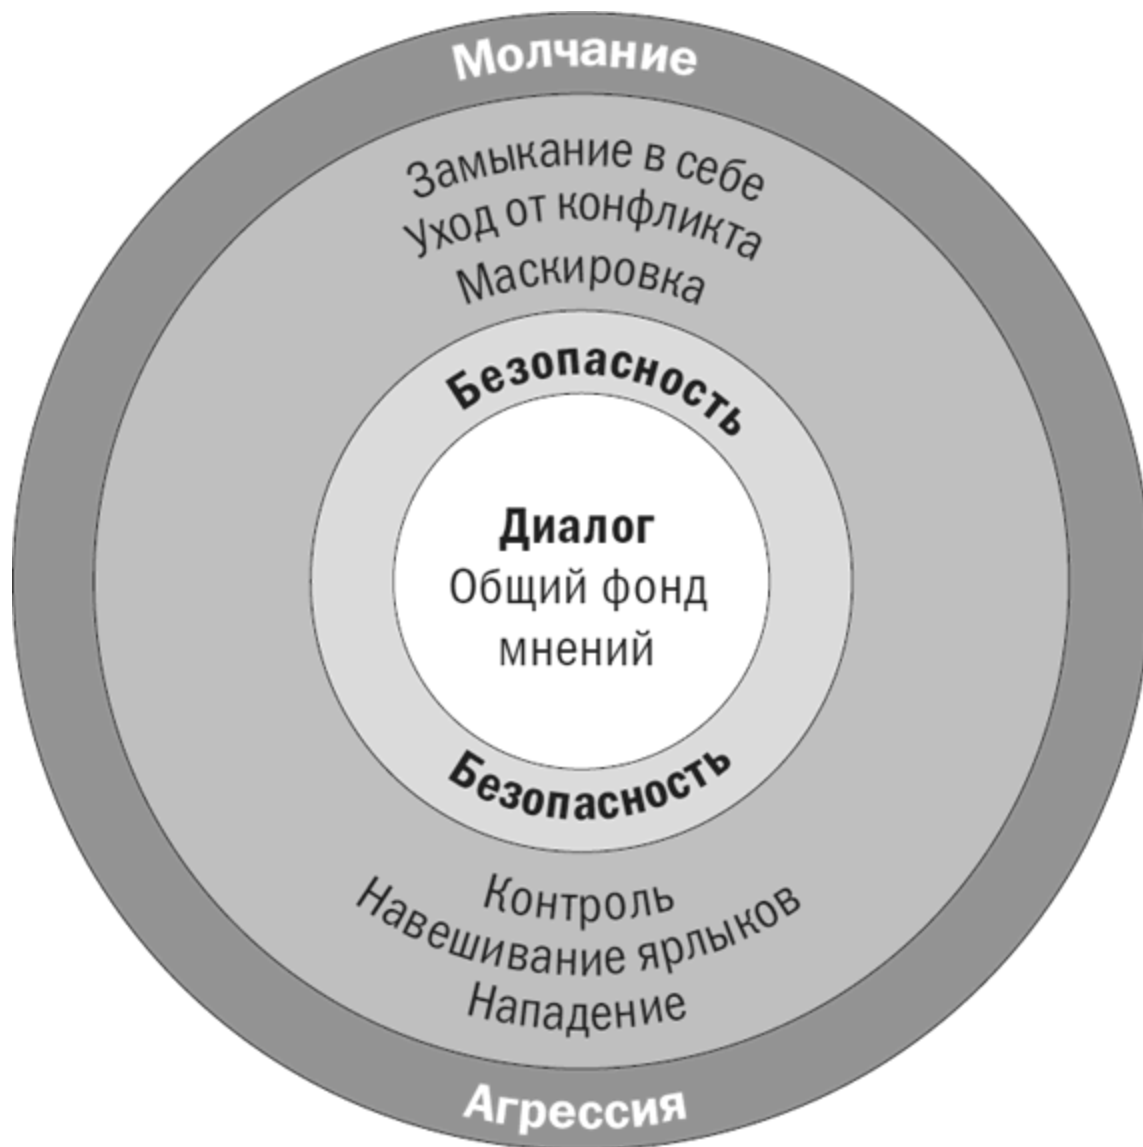 Молчание
Замыкание в себе
Уход от конфликта
Маскировка
Безопасность
Диалог
Общий фонд
мнений
Безопасность
Контроль
Навешивание ярлыков
Нападение
Агрессия